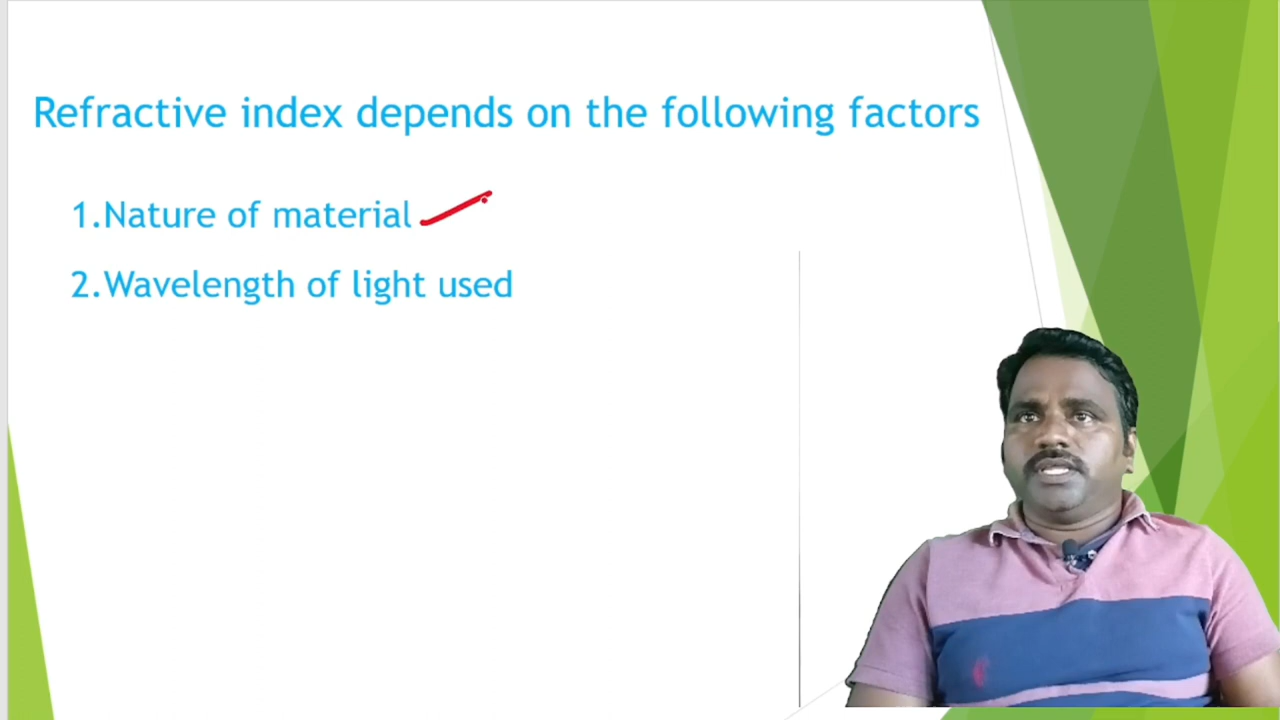 Refractive index depends on the following factors
1.Nature of material
2.Wavelength of light used